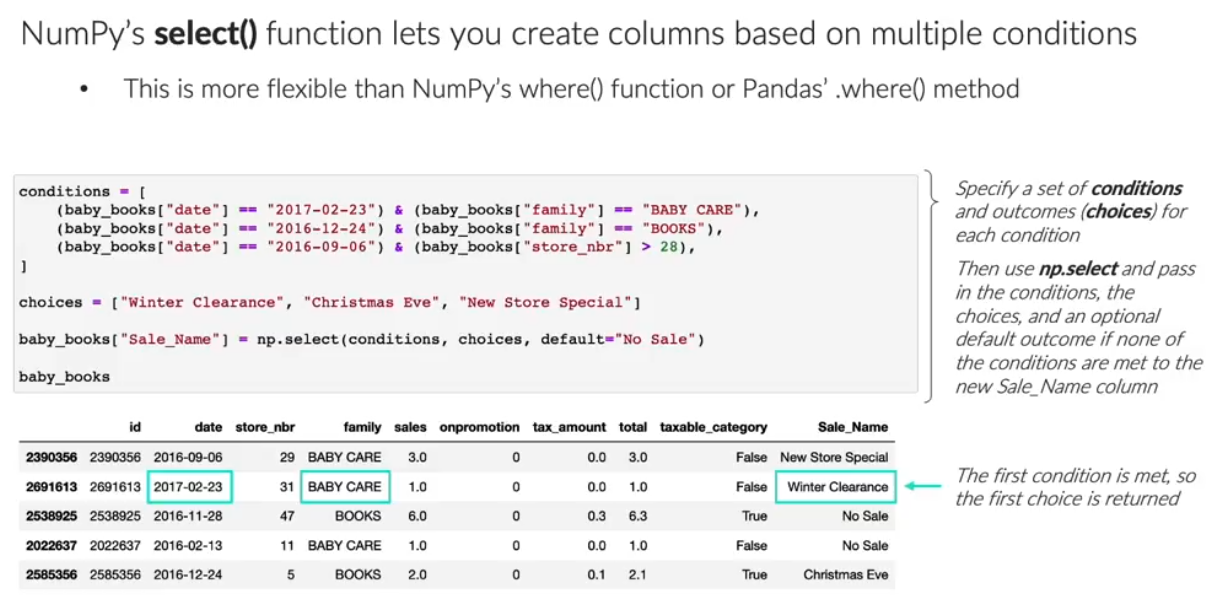 NumPy's select() function lets you create columns based on multiple conditions
• This is more flexible than NumPy's where() function or Pandas' .where() method
conditions = [
    (baby_books["date"] == "2017-02-23") & (baby_books["family"] == "BABY CARE"),
    (baby_books["date"] == "2016-12-24") & (baby_books["family"] == "BOOKS"),
    (baby_books["date"] == "2016-09-06") & (baby_books["store_nbr"] > 28),
]
choices = ["Winter Clearance", "Christmas Eve", "New Store Special"]
baby_books["Sale_Name"] = np.select(conditions, choices, default="No Sale")
baby_books
Specify a set of conditions
and outcomes (choices) for
each condition
Then use np.select and pass
in the conditions, the
choices, and an optional
default outcome if none of
the conditions are met to the
new Sale_Name column
id date store_nbr family sales onpromotion tax_amount total taxable_category Sale_Name
2390356 2390356 2016-09-06 29 BABY CARE 3.0 0 0.0 3.0 False New Store Special
2691613 2691613 2017-02-23 31 BABY CARE 1.0 0 0.0 1.0 False Winter Clearance
2538925 2538925 2016-11-28 47 BOOKS 6.0 0 0.3 6.3 True No Sale
2022637 2022637 2016-02-13 11 BABY CARE 1.0 0 0.0 1.0 False No Sale
2585356 2585356 2016-12-24 5 BOOKS 2.0 0 0.1 2.1 True Christmas Eve
The first condition is met, so
the first choice is returned